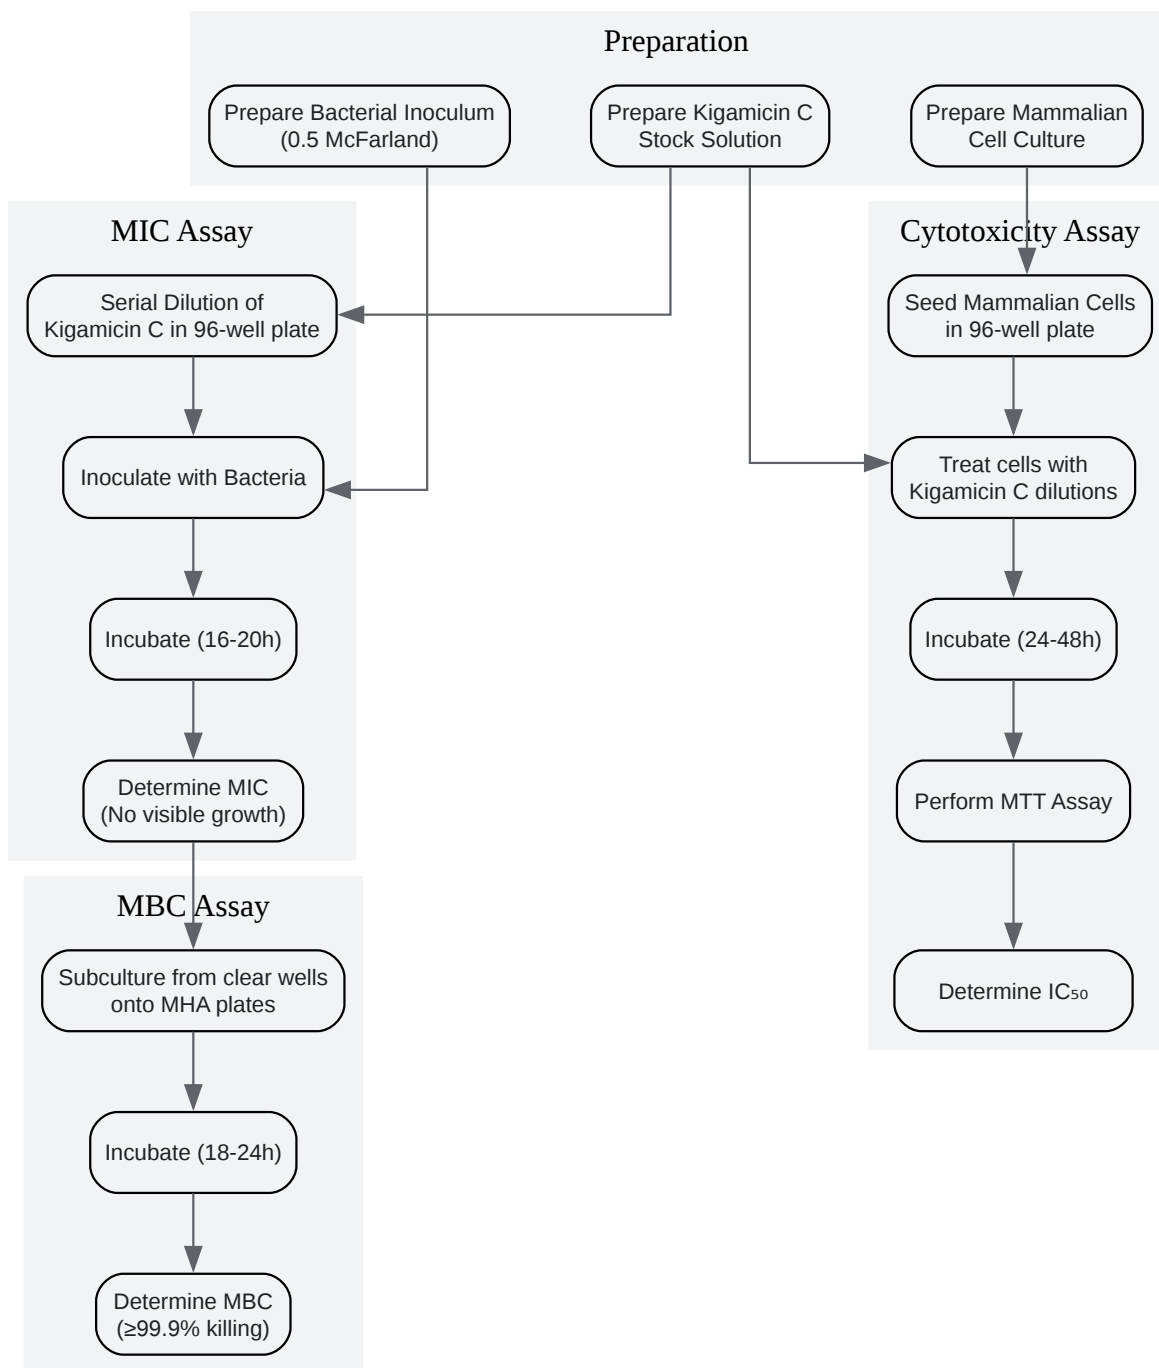 Preparation
Prepare Bacterial Inoculum
(0.5 McFarland)
Prepare Kigamicin C
Stock Solution
Prepare Mammalian
Cell Culture
MIC Assay
Serial Dilution of
Kigamicin C in 96-well plate
Inoculate with Bacteria
Incubate (16-20h)
Determine MIC
(No visible growth)
MBC Assay
Subculture from clear wells
onto MHA plates
Incubate (18-24h)
Determine MBC
(≥99.9% killing)
Cytotoxicity Assay
Seed Mammalian Cells
in 96-well plate
Treat cells with
Kigamicin C dilutions
Incubate (24-48h)
Perform MTT Assay
Determine IC₅₀